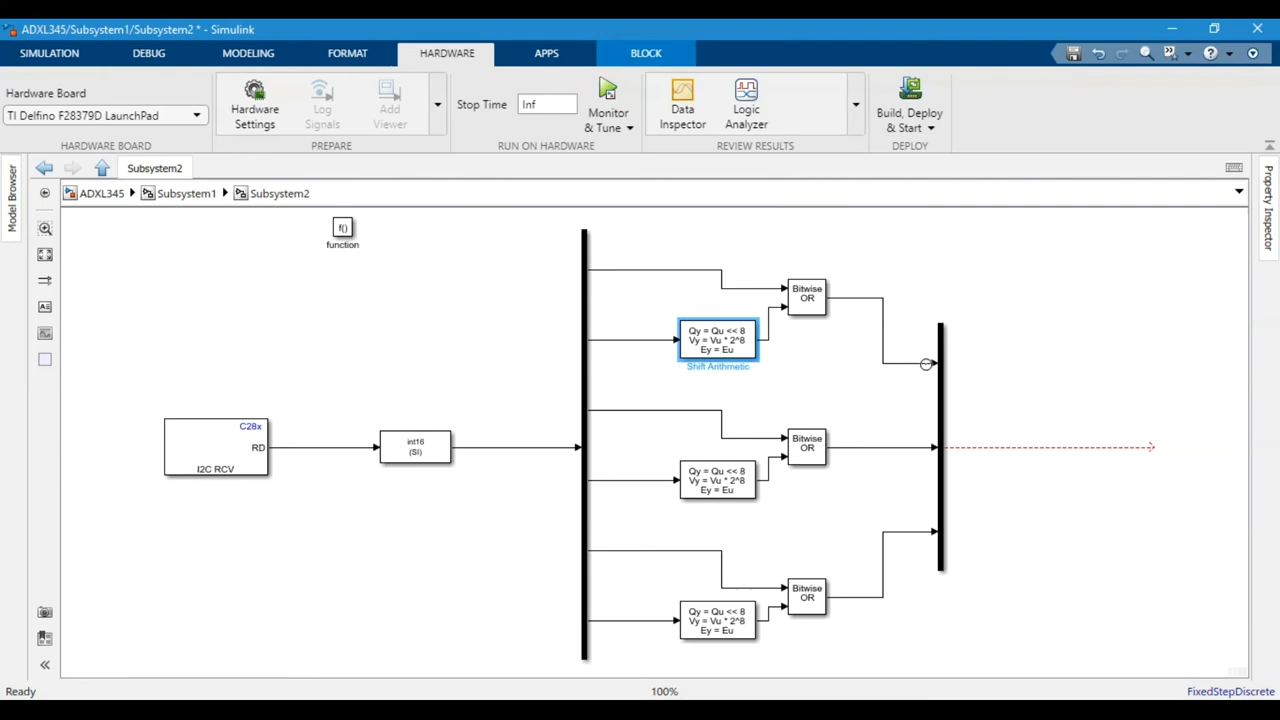 ADXL345/Subsystem1/Subsystem2 * - Simulink
SIMULATION
DEBUG
MODELING
FORMAT
HARDWARE
APPS
BLOCK
Hardware Board
TI Delfino F28379D LaunchPad
HARDWARE BOARD
Hardware
Settings
Log
Signals
Add
Viewer
PREPARE
Stop Time
Inf
Monitor
& Tune
RUN ON HARDWARE
Data
Inspector
Logic
Analyzer
REVIEW RESULTS
Build, Deploy
& Start
DEPLOY
Model Browser
Subsystem2
ADXL345
Subsystem1
Subsystem2
Property Inspector
f()
function
Bitwise
OR
Qy = Qu << 8
Vy = Vu * 2^8
Ey = Eu
Shift Arithmetic
C28x
RD
I2C RCV
int16
(SI)
Bitwise
OR
Qy = Qu << 8
Vy = Vu * 2^8
Ey = Eu
Bitwise
OR
Qy = Qu << 8
Vy = Vu * 2^8
Ey = Eu
Ready
100%
FixedStepDiscrete